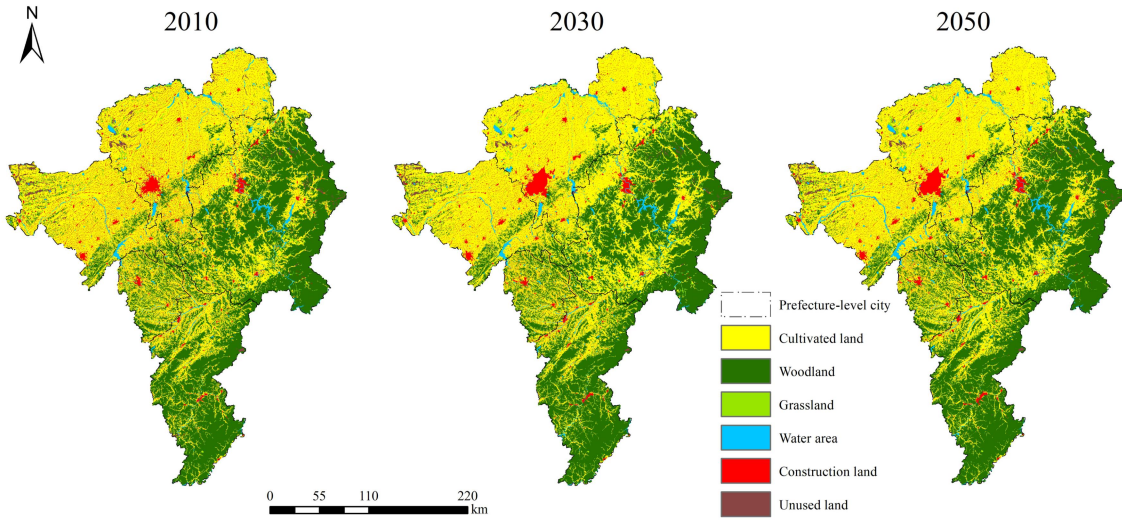 N
2010
2030
2050
Prefecture-level city
Cultivated land
Woodland
Grassland
Water area
Construction land
Unused land
0 55 110 220
km